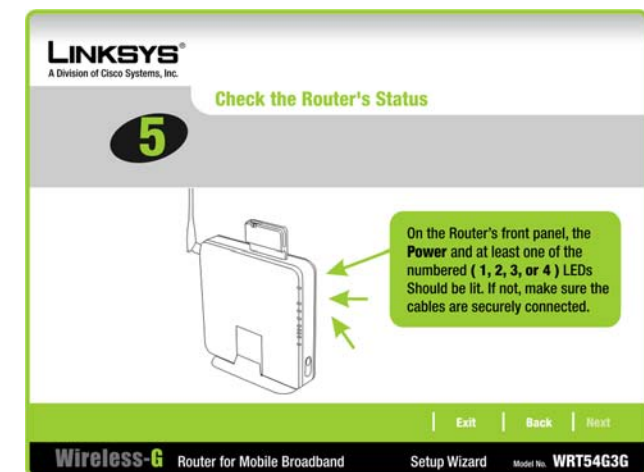 LINKSYS®
A Division of Cisco Systems, Inc.
Check the Router's Status
5
On the Router's front panel, the
Power and at least one of the
numbered ( 1, 2, 3, or 4 ) LEDs
Should be lit. If not, make sure the
cables are securely connected.
Exit Back Next
Wireless-G Router for Mobile Broadband Setup Wizard Model No. WRT54G3G